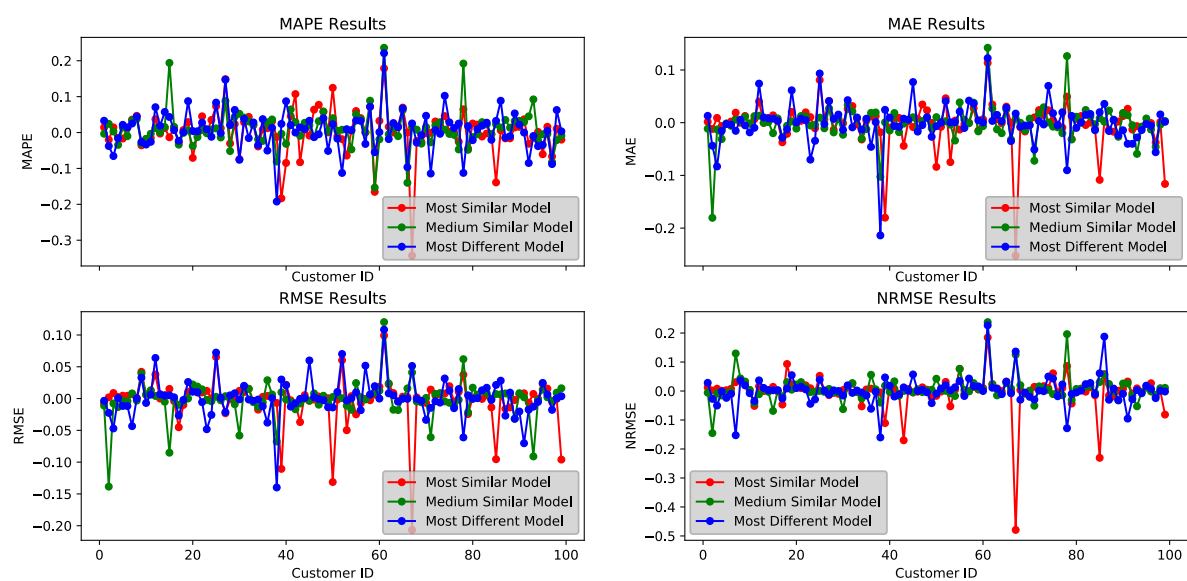 MAPE Results
MAPE
0.2
0.1
0.0
−0.1
−0.2
−0.3
Most Similar Model
Medium Similar Model
Most Different Model
Customer ID
MAE Results
MAE
0.1
0.0
−0.1
−0.2
Most Similar Model
Medium Similar Model
Most Different Model
Customer ID
RMSE Results
RMSE
0.10
0.05
0.00
−0.05
−0.10
−0.15
−0.20
Most Similar Model
Medium Similar Model
Most Different Model
0 20 40 60 80 100
Customer ID
NRMSE Results
NRMSE
0.2
0.1
0.0
−0.1
−0.2
−0.3
−0.4
−0.5
Most Similar Model
Medium Similar Model
Most Different Model
0 20 40 60 80 100
Customer ID